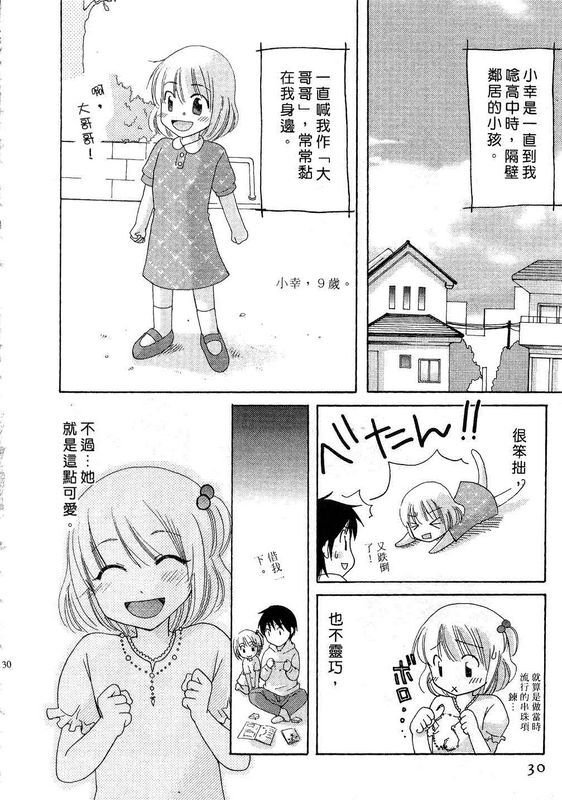 小幸是一直到我
唸高中時，隔壁
鄰居的小孩。
一直喊我作「大
哥哥」，常常黏
在我身邊。
啊，
大哥哥！
小幸，9歲。
很笨拙，
べたん!!
又跌倒
了！
也不靈巧，
就算是做當時
流行的串珠項
鍊…
ボロ…
借我一
下。
不過…她
就是這點可愛。
30
30